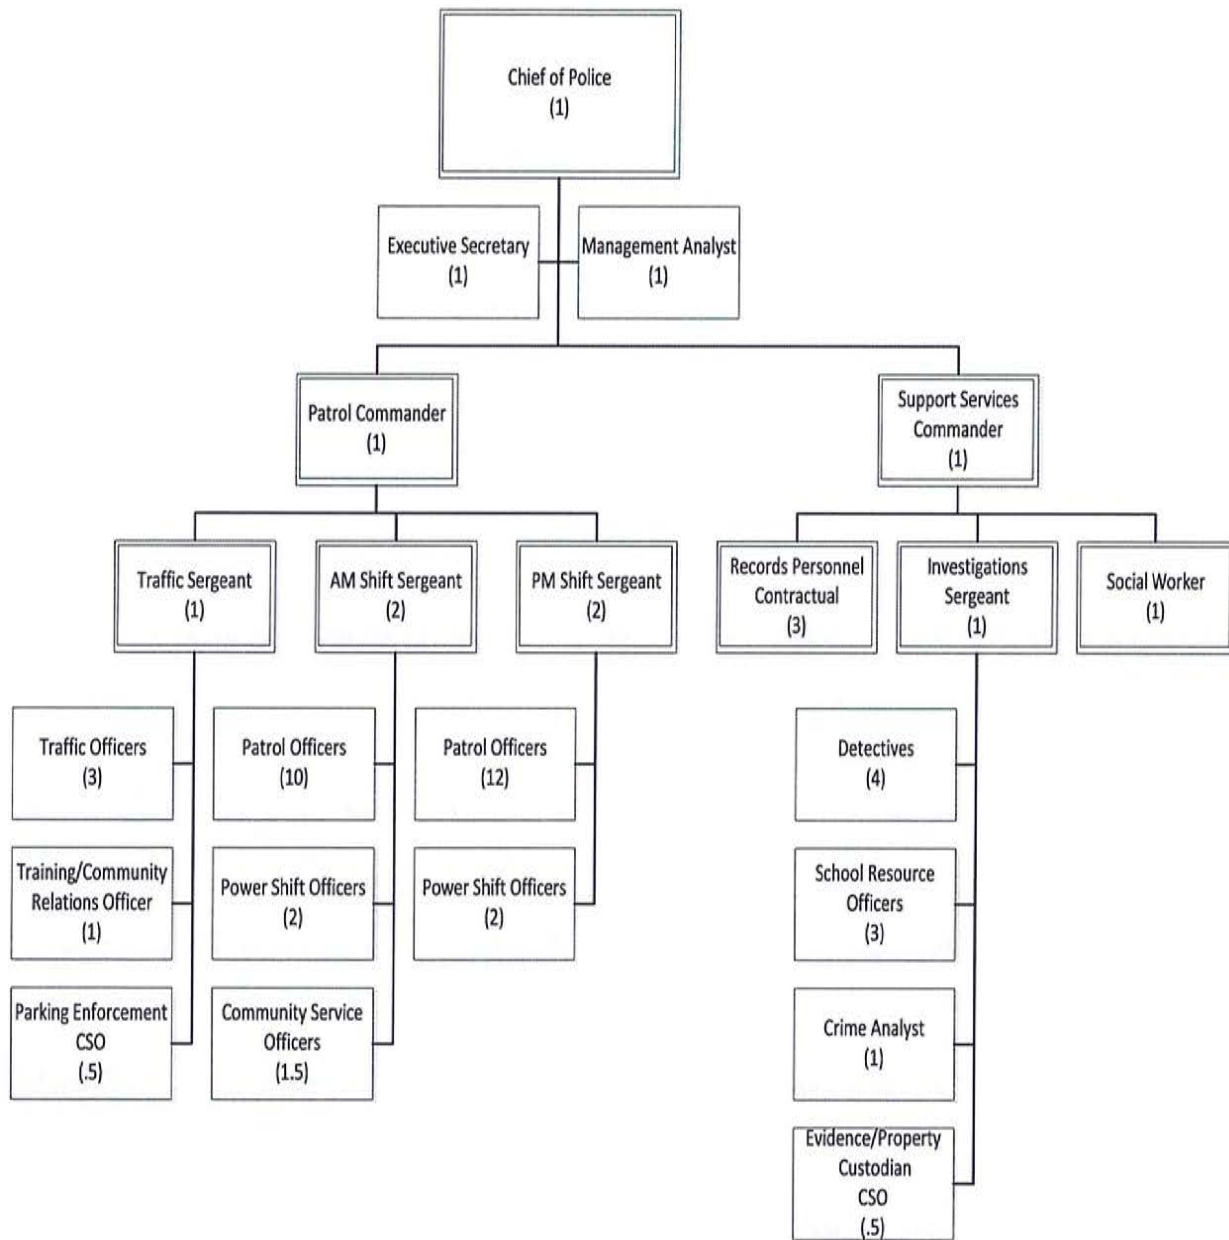 Chief of Police
(1)
Executive Secretary
(1)
Management Analyst
(1)
Patrol Commander
(1)
Support Services
Commander
(1)
Traffic Sergeant
(1)
AM Shift Sergeant
(2)
PM Shift Sergeant
(2)
Records Personnel
Contractual
(3)
Investigations
Sergeant
(1)
Social Worker
(1)
Traffic Officers
(3)
Patrol Officers
(10)
Patrol Officers
(12)
Detectives
(4)
Training/Community
Relations Officer
(1)
Power Shift Officers
(2)
Power Shift Officers
(2)
School Resource
Officers
(3)
Parking Enforcement
CSO
(.5)
Community Service
Officers
(1.5)
Crime Analyst
(1)
Evidence/Property
Custodian
CSO
(.5)